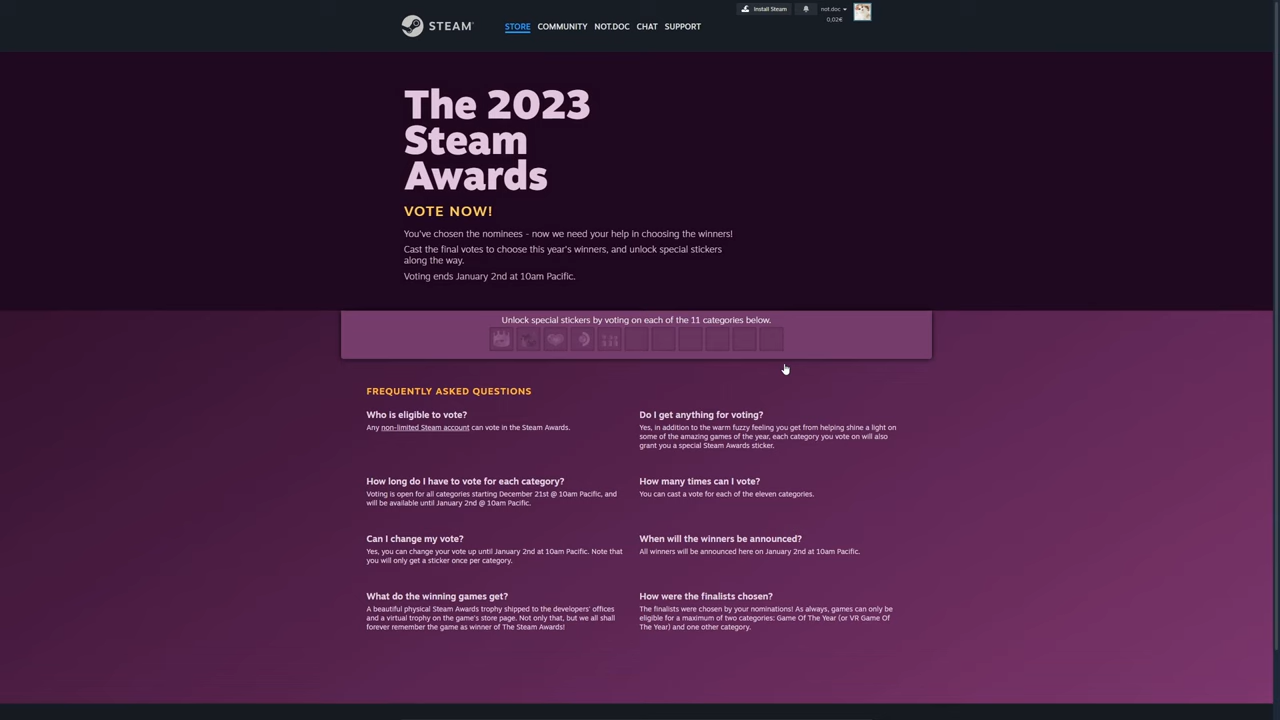 Install Steam
not.doc
0,02€
STEAM
STORE COMMUNITY NOT.DOC CHAT SUPPORT
The 2023
Steam
Awards
VOTE NOW!
You've chosen the nominees - now we need your help in choosing the winners!
Cast the final votes to choose this year's winners, and unlock special stickers
along the way.
Voting ends January 2nd at 10am Pacific.
Unlock special stickers by voting on each of the 11 categories below.
FREQUENTLY ASKED QUESTIONS
Who is eligible to vote?
Any non-limited Steam account can vote in the Steam Awards.
Do I get anything for voting?
Yes, in addition to the warm fuzzy feeling you get from helping shine a light on
some of the amazing games of the year, each category you vote on will also
grant you a special Steam Awards sticker.
How long do I have to vote for each category?
Voting is open for all categories starting December 21st @ 10am Pacific, and
will be available until January 2nd @ 10am Pacific.
How many times can I vote?
You can cast a vote for each of the eleven categories.
Can I change my vote?
Yes, you can change your vote up until January 2nd at 10am Pacific. Note that
you will only get a sticker once per category.
When will the winners be announced?
All winners will be announced here on January 2nd at 10am Pacific.
What do the winning games get?
A beautiful physical Steam Awards trophy shipped to the developers' offices
and a virtual trophy on the game's store page. Not only that, but we all shall
forever remember the game as winner of The Steam Awards!
How were the finalists chosen?
The finalists were chosen by your nominations! As always, games can only be
eligible for a maximum of two categories: Game Of The Year (or VR Game Of
The Year) and one other category.